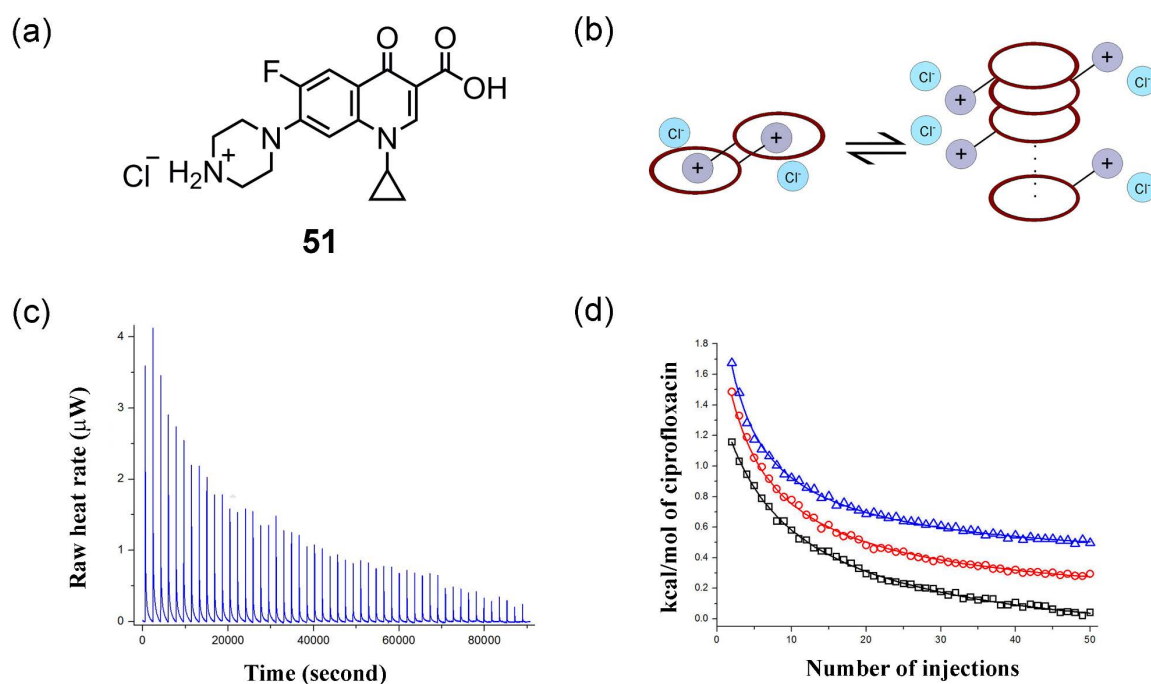 (a)
O
O
F
OH
N
N
Cl⁻
H₂N
+
51
(b)
Cl⁻
+
+
Cl⁻
Cl⁻
+
Cl⁻
+
+
Cl⁻
+
Cl⁻
(c)
Raw heat rate (μW)
4
3
2
1
0
0 20000 40000 60000 80000
Time (second)
(d)
kcal/mol of ciprofloxacin
1.8
1.6
1.4
1.2
1.0
0.8
0.6
0.4
0.2
0.0
0 10 20 30 40 50
Number of injections